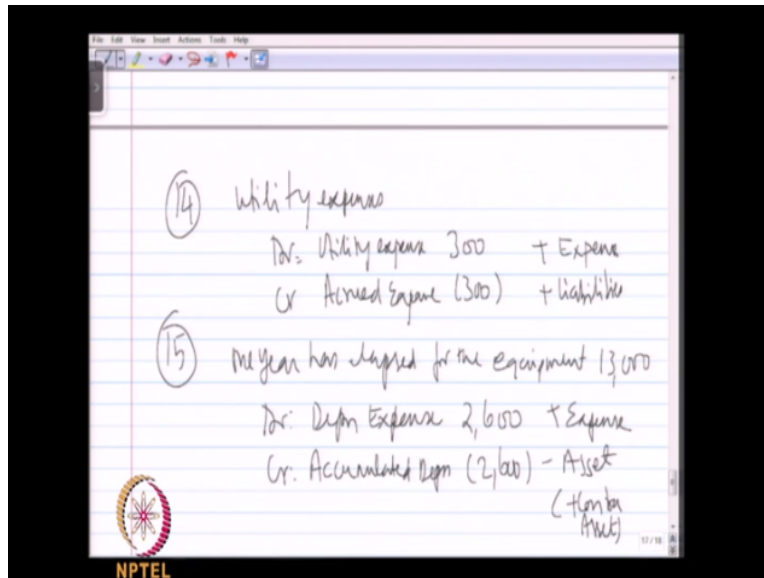 File Edit View Insert Actions Tools Help
14 Utility expenses
Dr: Utility expense 300 + Expense
Cr Accrued Expense (300) + Liabilities
15 One year has elapsed for the equipment 13,000
Dr: Depn Expense 2,600 + Expense
Cr: Accumulated Depn (2,600) - Asset
(+ Contra
Asset)
17 / 18
NPTEL